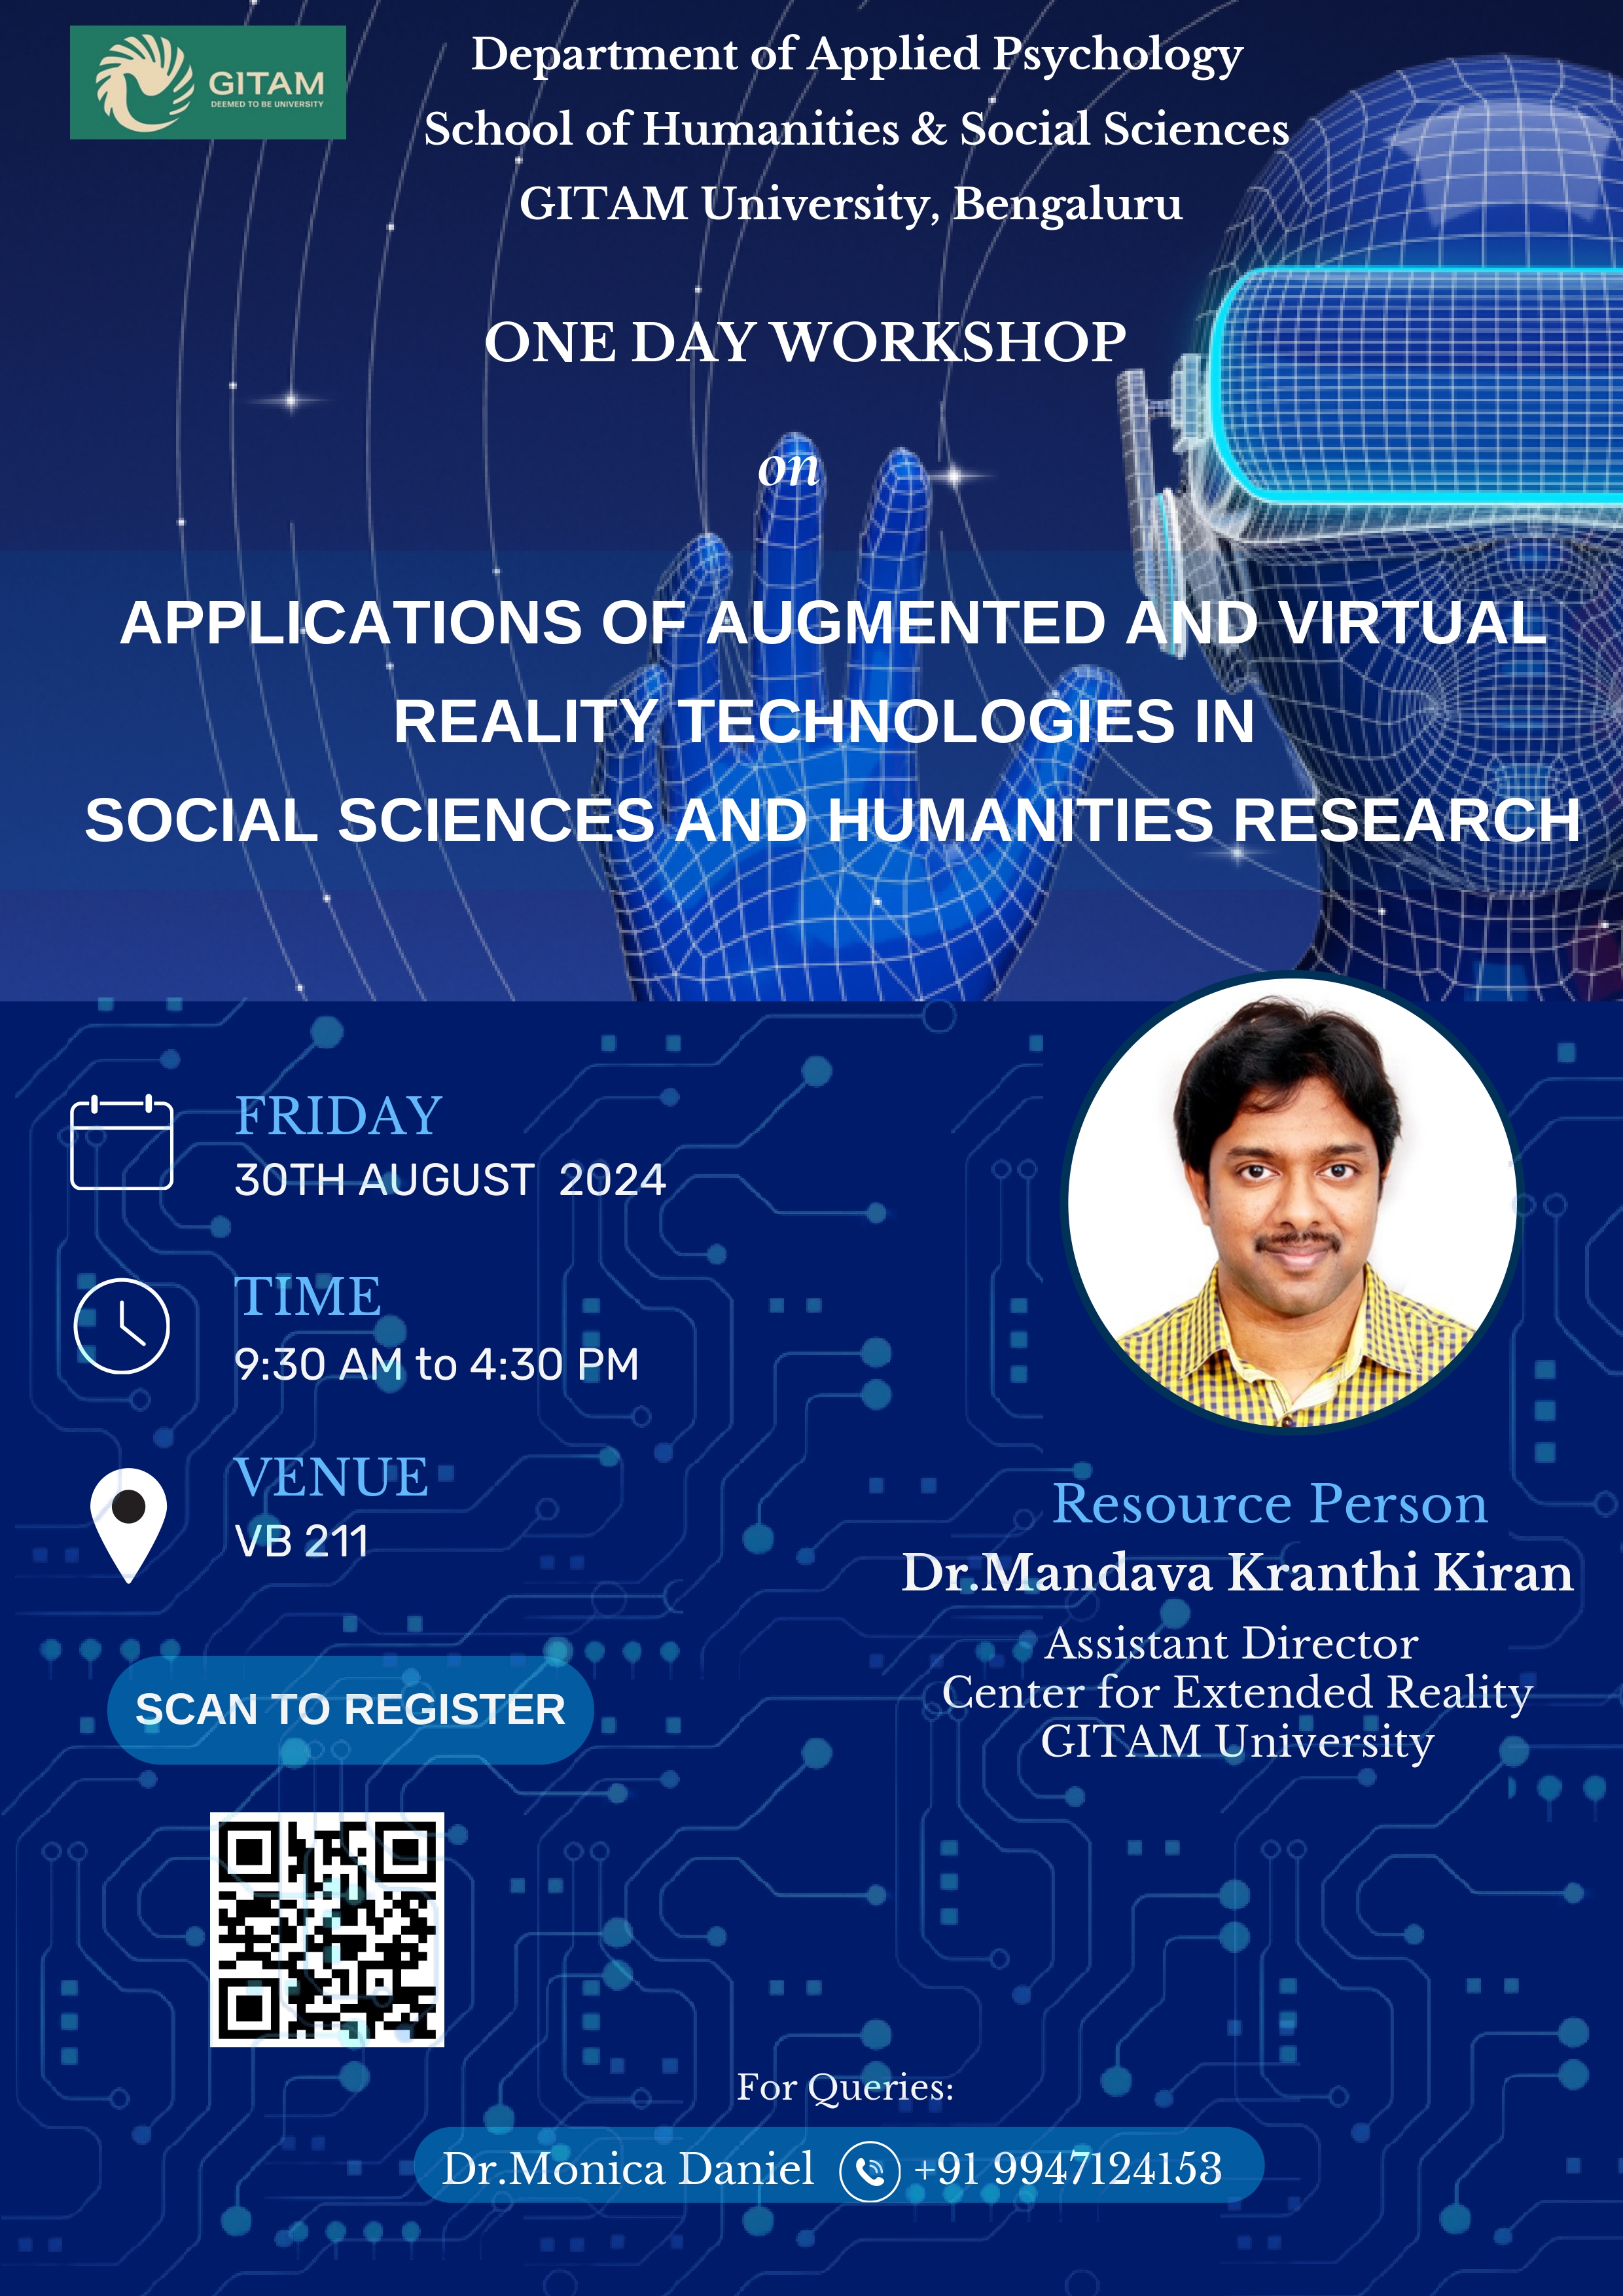 GITAM
DEEMED TO BE UNIVERSITY
Department of Applied Psychology
School of Humanities & Social Sciences
GITAM University, Bengaluru
ONE DAY WORKSHOP
on
APPLICATIONS OF AUGMENTED AND VIRTUAL
REALITY TECHNOLOGIES IN
SOCIAL SCIENCES AND HUMANITIES RESEARCH
FRIDAY
30TH AUGUST 2024
TIME
9:30 AM to 4:30 PM
VENUE
VB 211
Resource Person
Dr.Mandava Kranthi Kiran
Assistant Director
Center for Extended Reality
GITAM University
SCAN TO REGISTER
For Queries:
Dr.Monica Daniel +91 9947124153